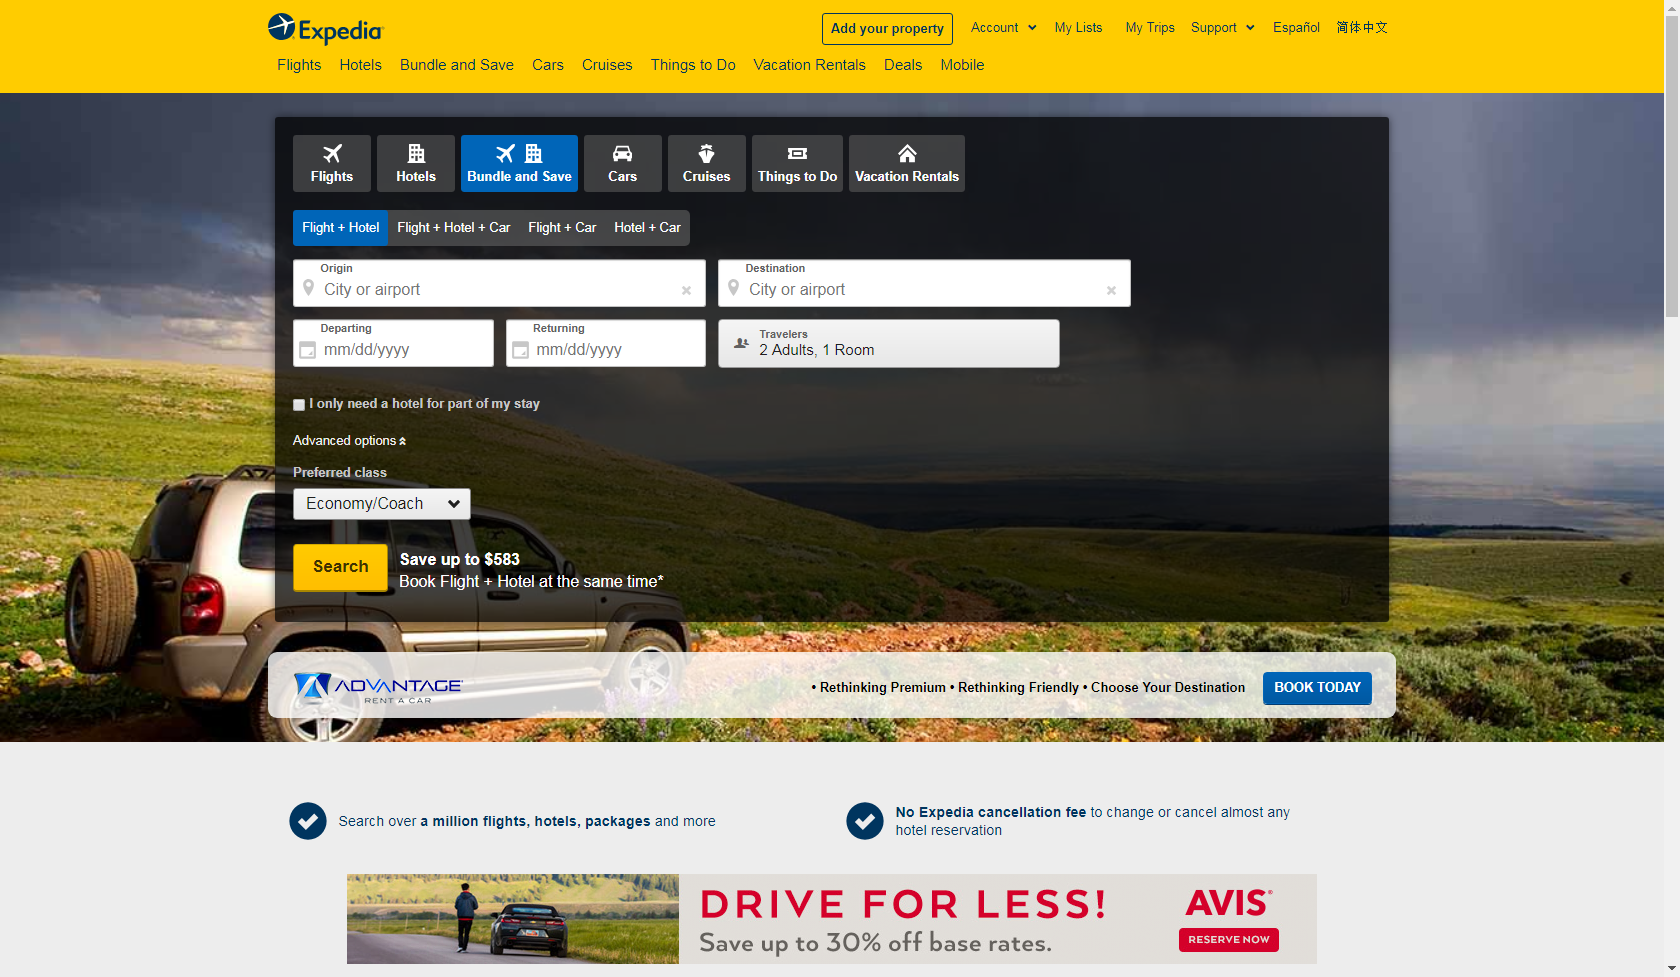 Expedia
Add your property
Account
My Lists
My Trips
Support
Español
简体中文
Flights
Hotels
Bundle and Save
Cars
Cruises
Things to Do
Vacation Rentals
Deals
Mobile
Flights
Hotels
Bundle and Save
Cars
Cruises
Things to Do
Vacation Rentals
Flight + Hotel
Flight + Hotel + Car
Flight + Car
Hotel + Car
Origin
City or airport
Destination
City or airport
Departing
mm/dd/yyyy
Returning
mm/dd/yyyy
Travelers
2 Adults, 1 Room
I only need a hotel for part of my stay
Advanced options
Preferred class
Economy/Coach
Search
Save up to $583
Book Flight + Hotel at the same time*
ADVANTAGE
RENT A CAR
• Rethinking Premium • Rethinking Friendly • Choose Your Destination
BOOK TODAY
Search over a million flights, hotels, packages and more
No Expedia cancellation fee to change or cancel almost any
hotel reservation
DRIVE FOR LESS!
Save up to 30% off base rates.
AVIS®
RESERVE NOW